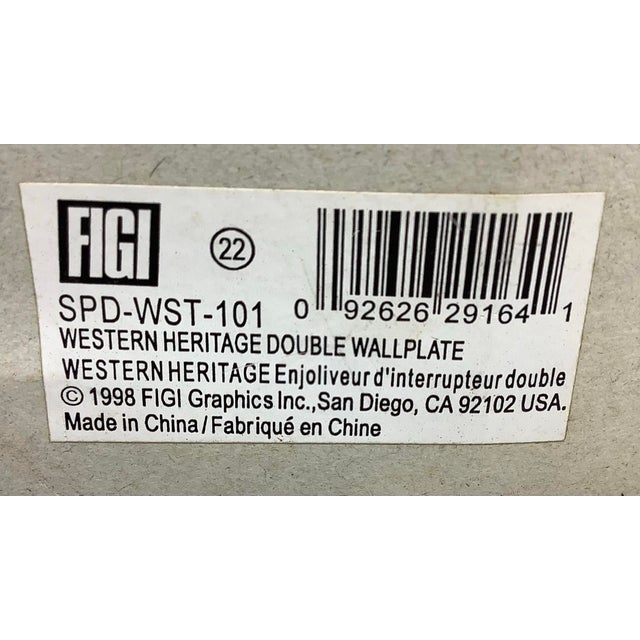 FIGI
22
SPD-WST-101
0 92626 29164 1
WESTERN HERITAGE DOUBLE WALLPLATE
WESTERN HERITAGE Enjoliveur d'interrupteur double
© 1998 FIGI Graphics Inc.,San Diego, CA 92102 USA.
Made in China/Fabriqué en Chine